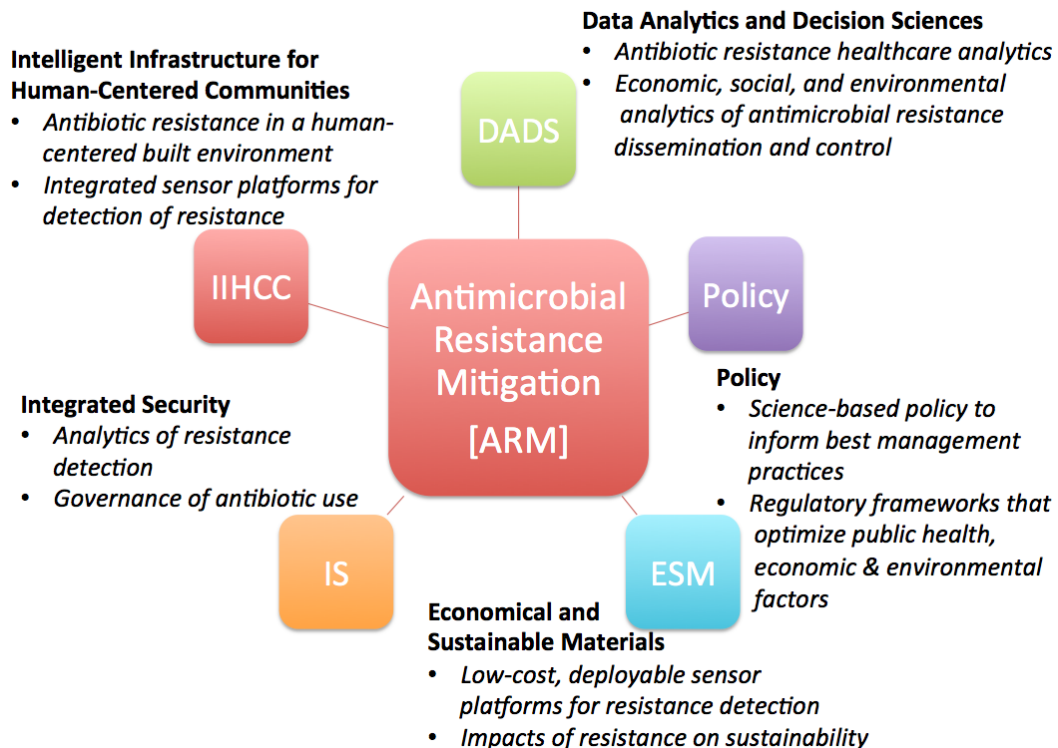 Data Analytics and Decision Sciences
• Antibiotic resistance healthcare analytics
• Economic, social, and environmental
analytics of antimicrobial resistance
dissemination and control
Intelligent Infrastructure for
Human-Centered Communities
• Antibiotic resistance in a human-
centered built environment
• Integrated sensor platforms for
detection of resistance
DADS
IIHCC
Antimicrobial
Resistance
Mitigation
[ARM]
Policy
Integrated Security
• Analytics of resistance
detection
• Governance of antibiotic use
Policy
• Science-based policy to
inform best management
practices
• Regulatory frameworks that
optimize public health,
economic & environmental
factors
IS
ESM
Economical and
Sustainable Materials
• Low-cost, deployable sensor
platforms for resistance detection
• Impacts of resistance on sustainability